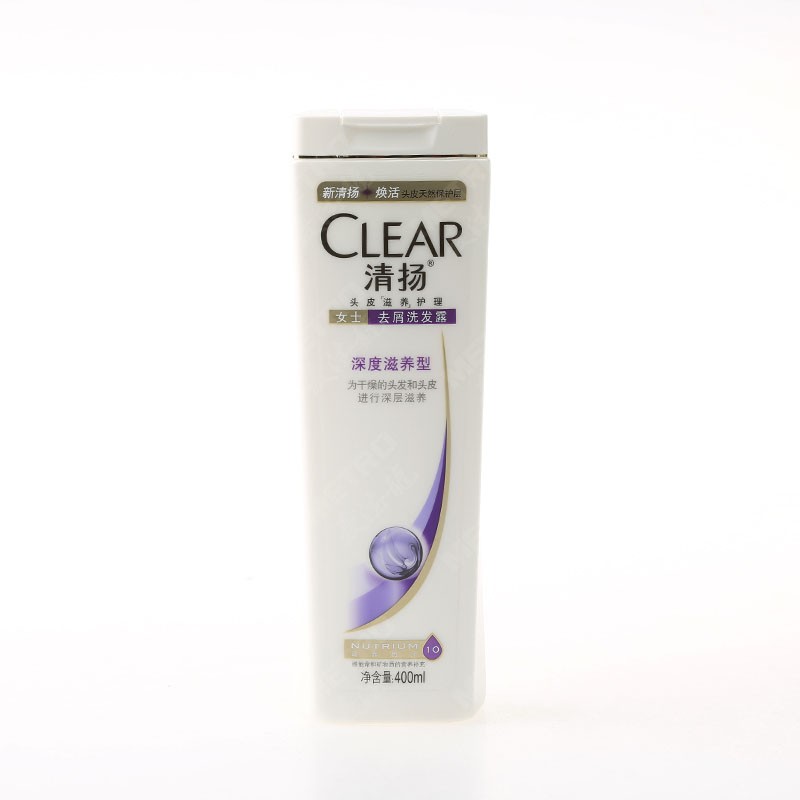 新清扬 焕活 头皮天然保护层
CLEAR
清扬®
头皮「滋养」护理
女士 去屑洗发露
深度滋养型
为干燥的头发和头皮
进行深层滋养
NUTRIUM 10
净含量:400ml